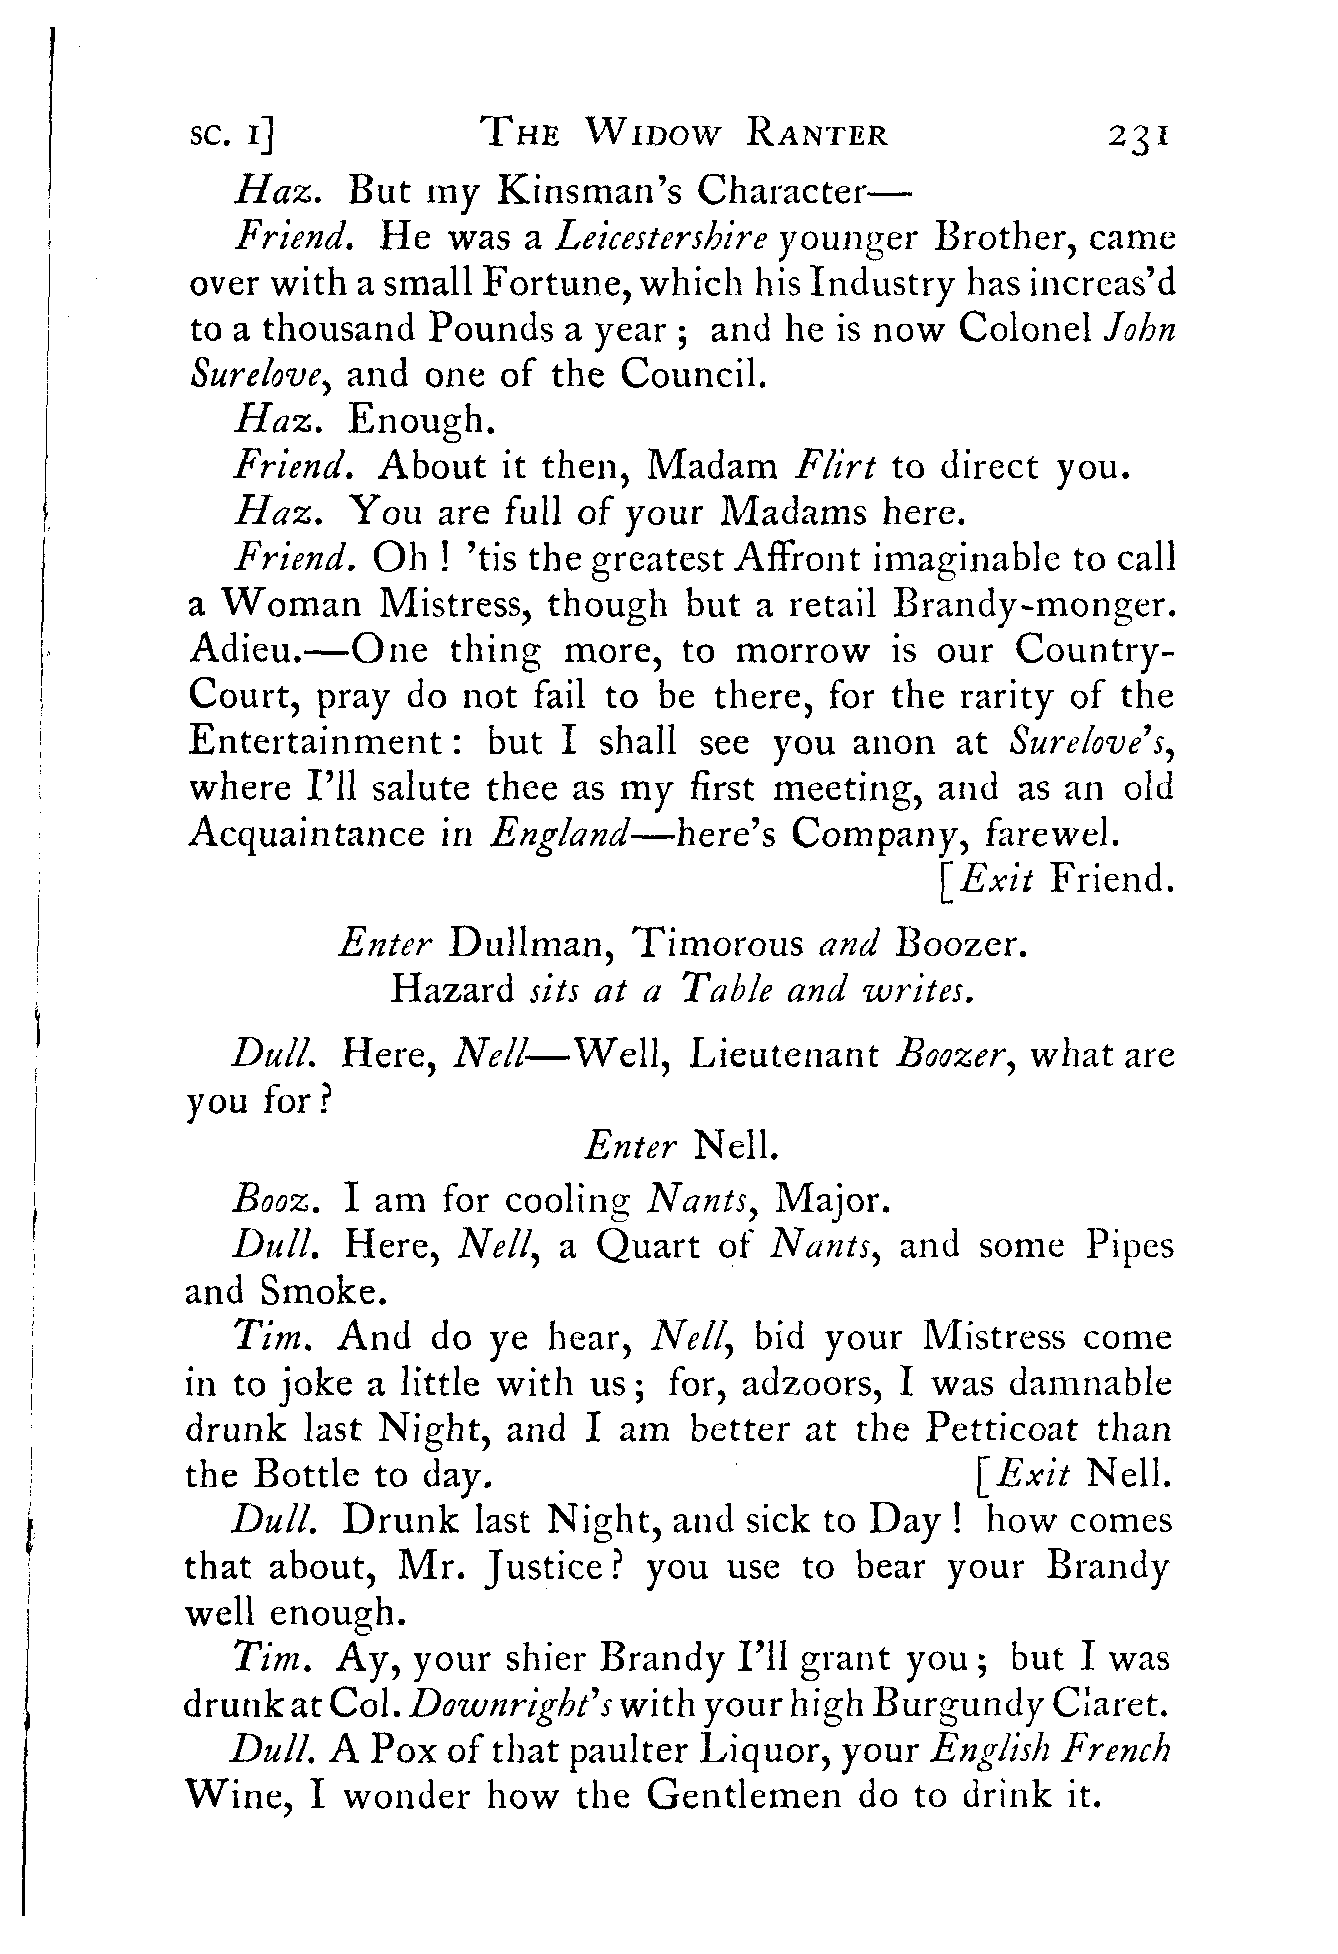 SC. I] THE WIDOW RANTER 231
Haz. But my Kinsman's Character—
Friend. He was a Leicestershire younger Brother, came
over with a small Fortune, which his Industry has increas'd
to a thousand Pounds a year ; and he is now Colonel John
Surelove, and one of the Council.
Haz. Enough.
Friend. About it then, Madam Flirt to direct you.
Haz. You are full of your Madams here.
Friend. Oh ! 'tis the greatest Affront imaginable to call
a Woman Mistress, though but a retail Brandy-monger.
Adieu.—One thing more, to morrow is our Country-
Court, pray do not fail to be there, for the rarity of the
Entertainment : but I shall see you anon at Surelove's,
where I'll salute thee as my first meeting, and as an old
Acquaintance in England—here's Company, farewel.
[Exit Friend.
Enter Dullman, Timorous and Boozer.
Hazard sits at a Table and writes.
Dull. Here, Nell—Well, Lieutenant Boozer, what are
you for ?
Enter Nell.
Booz. I am for cooling Nants, Major.
Dull. Here, Nell, a Quart of Nants, and some Pipes
and Smoke.
Tim. And do ye hear, Nell, bid your Mistress come
in to joke a little with us ; for, adzoors, I was damnable
drunk last Night, and I am better at the Petticoat than
the Bottle to day. [Exit Nell.
Dull. Drunk last Night, and sick to Day ! how comes
that about, Mr. Justice ? you use to bear your Brandy
well enough.
Tim. Ay, your shier Brandy I'll grant you ; but I was
drunk at Col. Downright's with your high Burgundy Claret.
Dull. A Pox of that paulter Liquor, your English French
Wine, I wonder how the Gentlemen do to drink it.